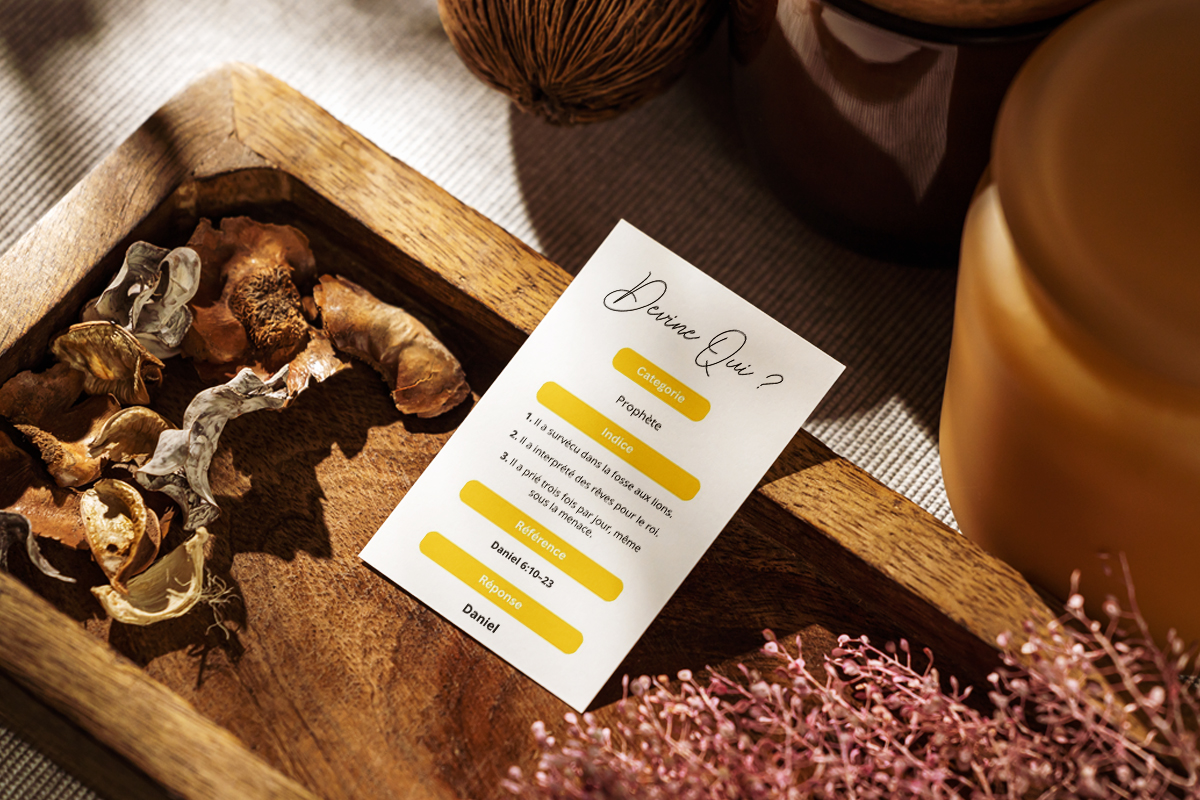 Devine Qui ?
Categorie
Prophète
Indice
1. Il a survécu dans la fosse aux lions.
2. Il a interprété des rêves pour le roi.
3. Il a prié trois fois par jour, même
sous la menace.
Référence
Daniel 6:10-23
Réponse
Daniel